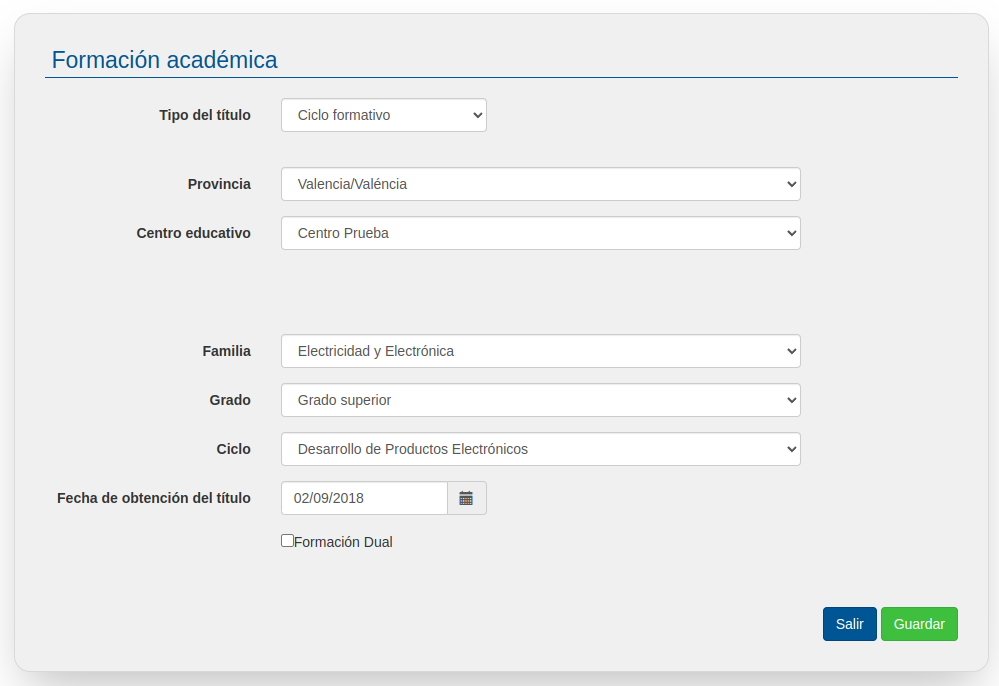 Formación académica
Tipo del título Ciclo formativo
Provincia Valencia/Valéncia
Centro educativo Centro Prueba
Familia Electricidad y Electrónica
Grado Grado superior
Ciclo Desarrollo de Productos Electrónicos
Fecha de obtención del título 02/09/2018
Formación Dual
Salir Guardar